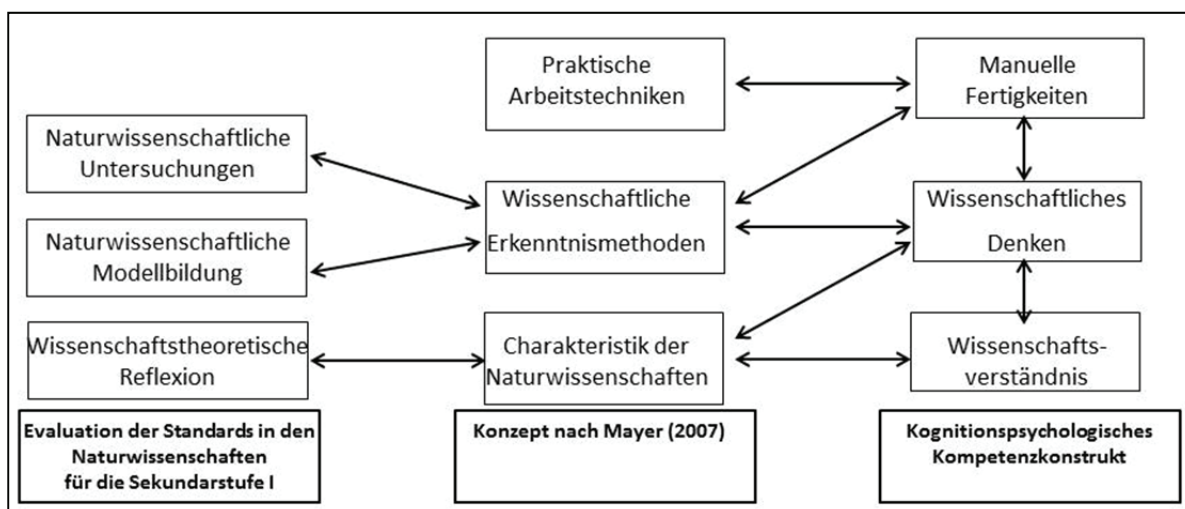 Praktische
Arbeitstechniken
Manuelle
Fertigkeiten
Naturwissenschaftliche
Untersuchungen
Wissenschaftliche
Erkenntnismethoden
Wissenschaftliches
Denken
Naturwissenschaftliche
Modellbildung
Wissenschaftstheoretische
Reflexion
Charakteristik der
Naturwissenschaften
Wissenschafts-
verständnis
Evaluation der Standards in den
Naturwissenschaften
für die Sekundarstufe I
Konzept nach Mayer (2007)
Kognitionspsychologisches
Kompetenzkonstrukt